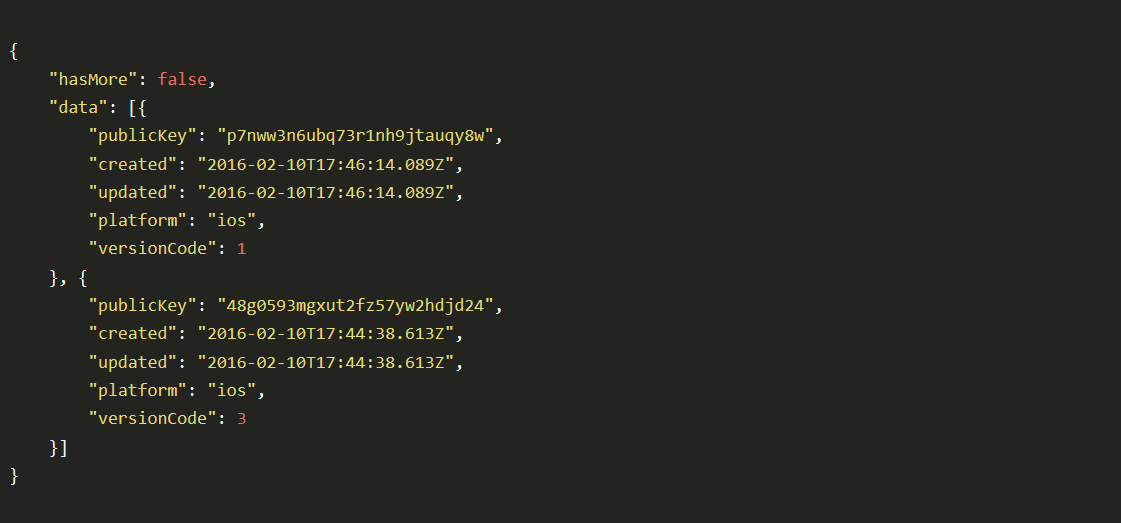 {
    "hasMore": false,
    "data": [{
        "publicKey": "p7nww3n6ubq73r1nh9jtauqy8w",
        "created": "2016-02-10T17:46:14.089Z",
        "updated": "2016-02-10T17:46:14.089Z",
        "platform": "ios",
        "versionCode": 1
    }, {
        "publicKey": "48g0593mgxut2fz57yw2hdjd24",
        "created": "2016-02-10T17:44:38.613Z",
        "updated": "2016-02-10T17:44:38.613Z",
        "platform": "ios",
        "versionCode": 3
    }]
}